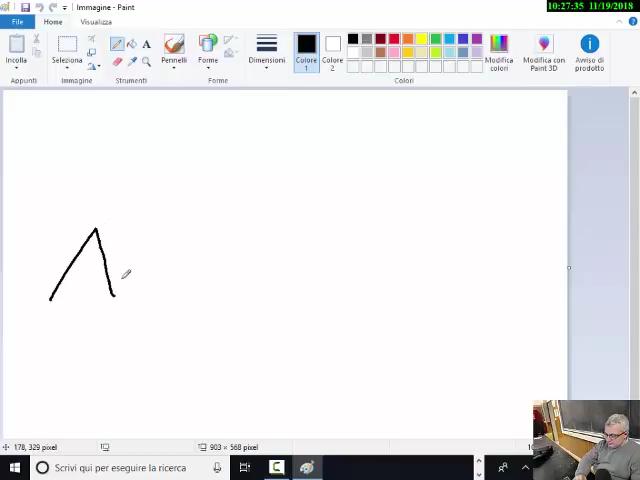 10:27:35 11/19/2018
Immagine - Paint
File Home Visualizza
Incolla
Seleziona
A
Pennelli
Forme
Dimensioni
Colore 1
Colore 2
Modifica colori
Modifica con Paint 3D
Avviso di prodotto
Appunti Immagine Strumenti Forme Colori
178, 329 pixel
903 × 568 pixel
Scrivi qui per eseguire la ricerca